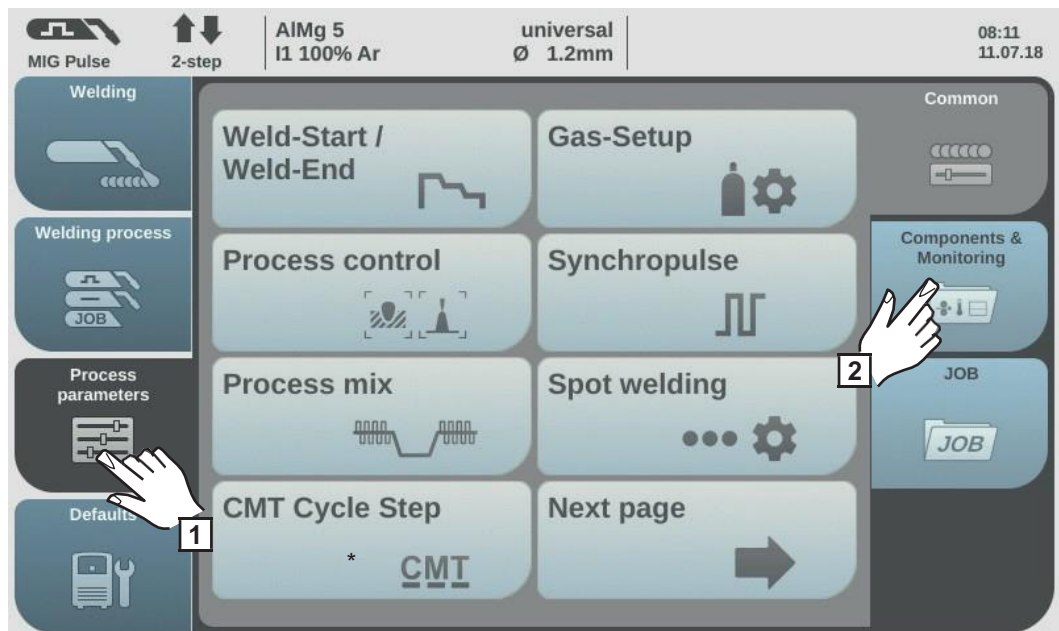 MIG Pulse
2-step
AlMg 5
I1 100% Ar
universal
Ø 1.2mm
08:11
11.07.18
Welding
Welding process
JOB
Process
parameters
1
Defaults
Weld-Start /
Weld-End
Gas-Setup
Process control
Synchropulse
Process mix
Spot welding
CMT Cycle Step
* CMT
Next page
Common
Components &
Monitoring
2
JOB
JOB